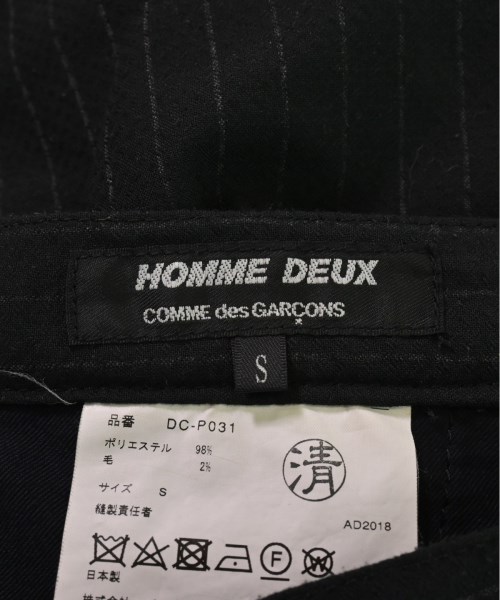 HOMME DEUX
COMME des GARÇONS
S
品番 DC-P031
ポリエステル 98%
毛 2%
清
サイズ S
縫製責任者
AD2018
F
W
日本製